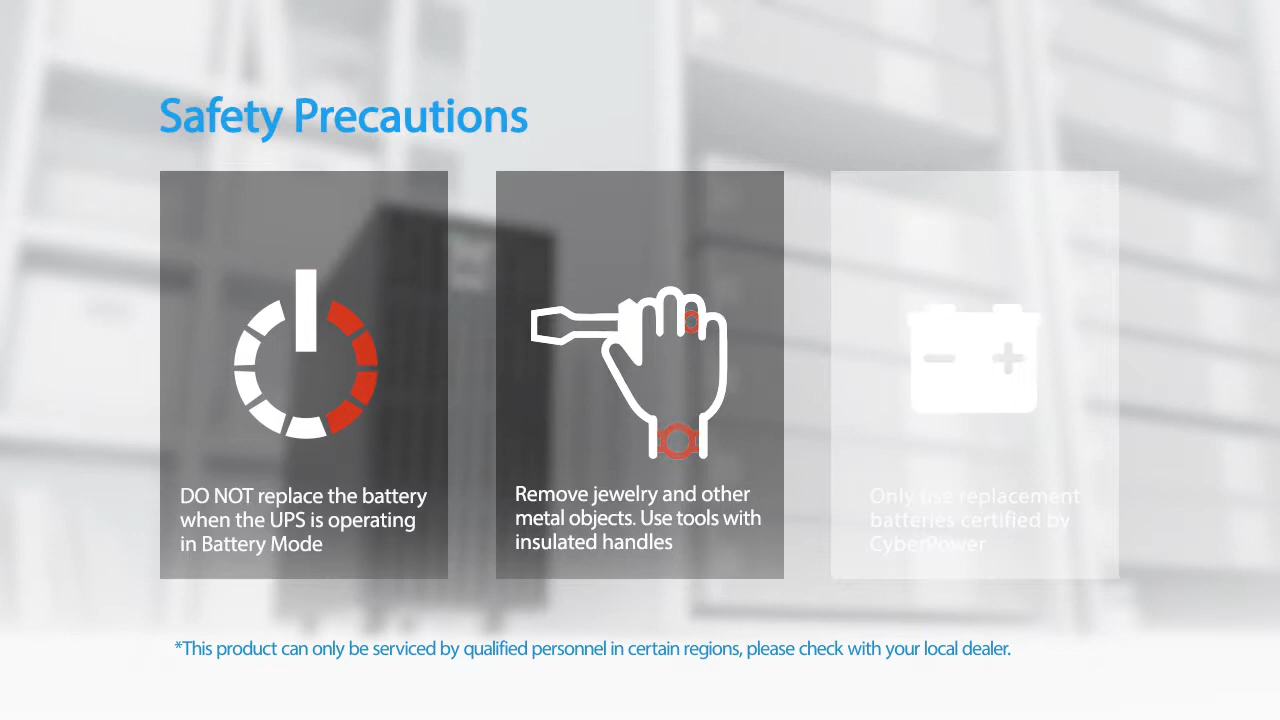 Safety Precautions
DO NOT replace the battery
when the UPS is operating
in Battery Mode
Remove jewelry and other
metal objects. Use tools with
insulated handles
Only use replacement
batteries certified by
CyberPower
*This product can only be serviced by qualified personnel in certain regions, please check with your local dealer.